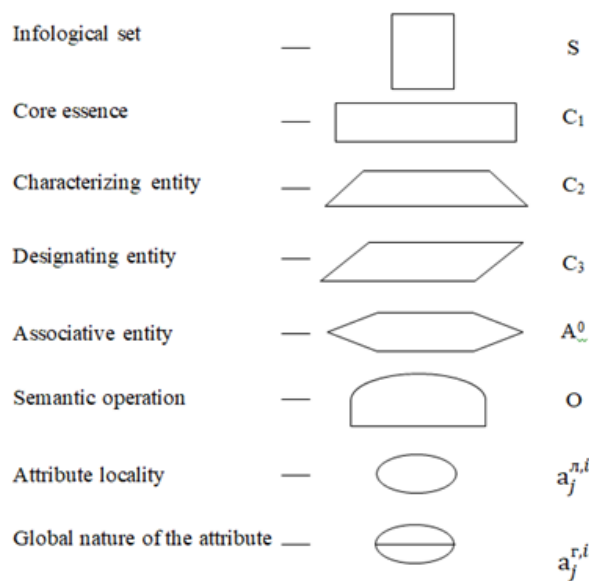 Infological set — S
Core essence — C₁
Characterizing entity — C₂
Designating entity — C₃
Associative entity — A⁰
Semantic operation — O
Attribute locality — aⱼ^{л,i}
Global nature of the attribute — aⱼ^{г,i}